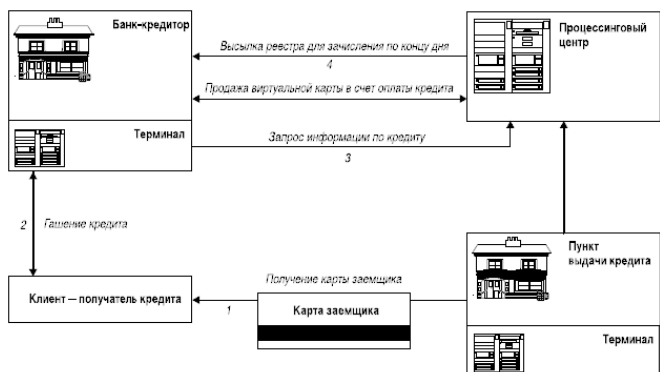 Банк-кредитор
Высылка реестра для зачисления по концу дня
4
Процессинговый
центр
Продажа виртуальной карты в счет оплаты кредита
Терминал
Запрос информации по кредиту
3
2
Гашение кредита
Пункт
выдачи кредита
Получение карты заемщика
Клиент — получатель кредита
1
Карта заемщика
Терминал